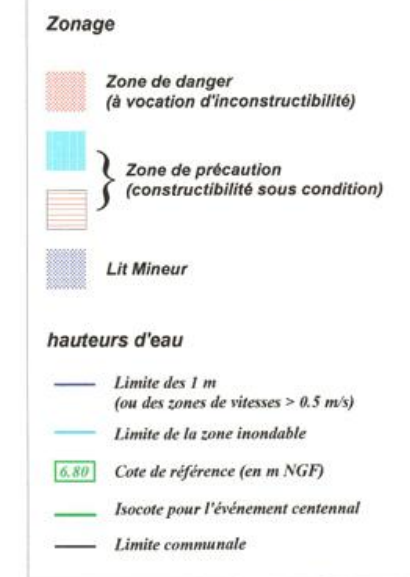 Zonage
Zone de danger
(à vocation d'inconstructibilité)
Zone de précaution
(constructibilité sous condition)
Lit Mineur
hauteurs d'eau
Limite des 1 m
(ou des zones de vitesses > 0.5 m/s)
Limite de la zone inondable
6.80 Cote de référence (en m NGF)
Isocote pour l'événement centennal
Limite communale